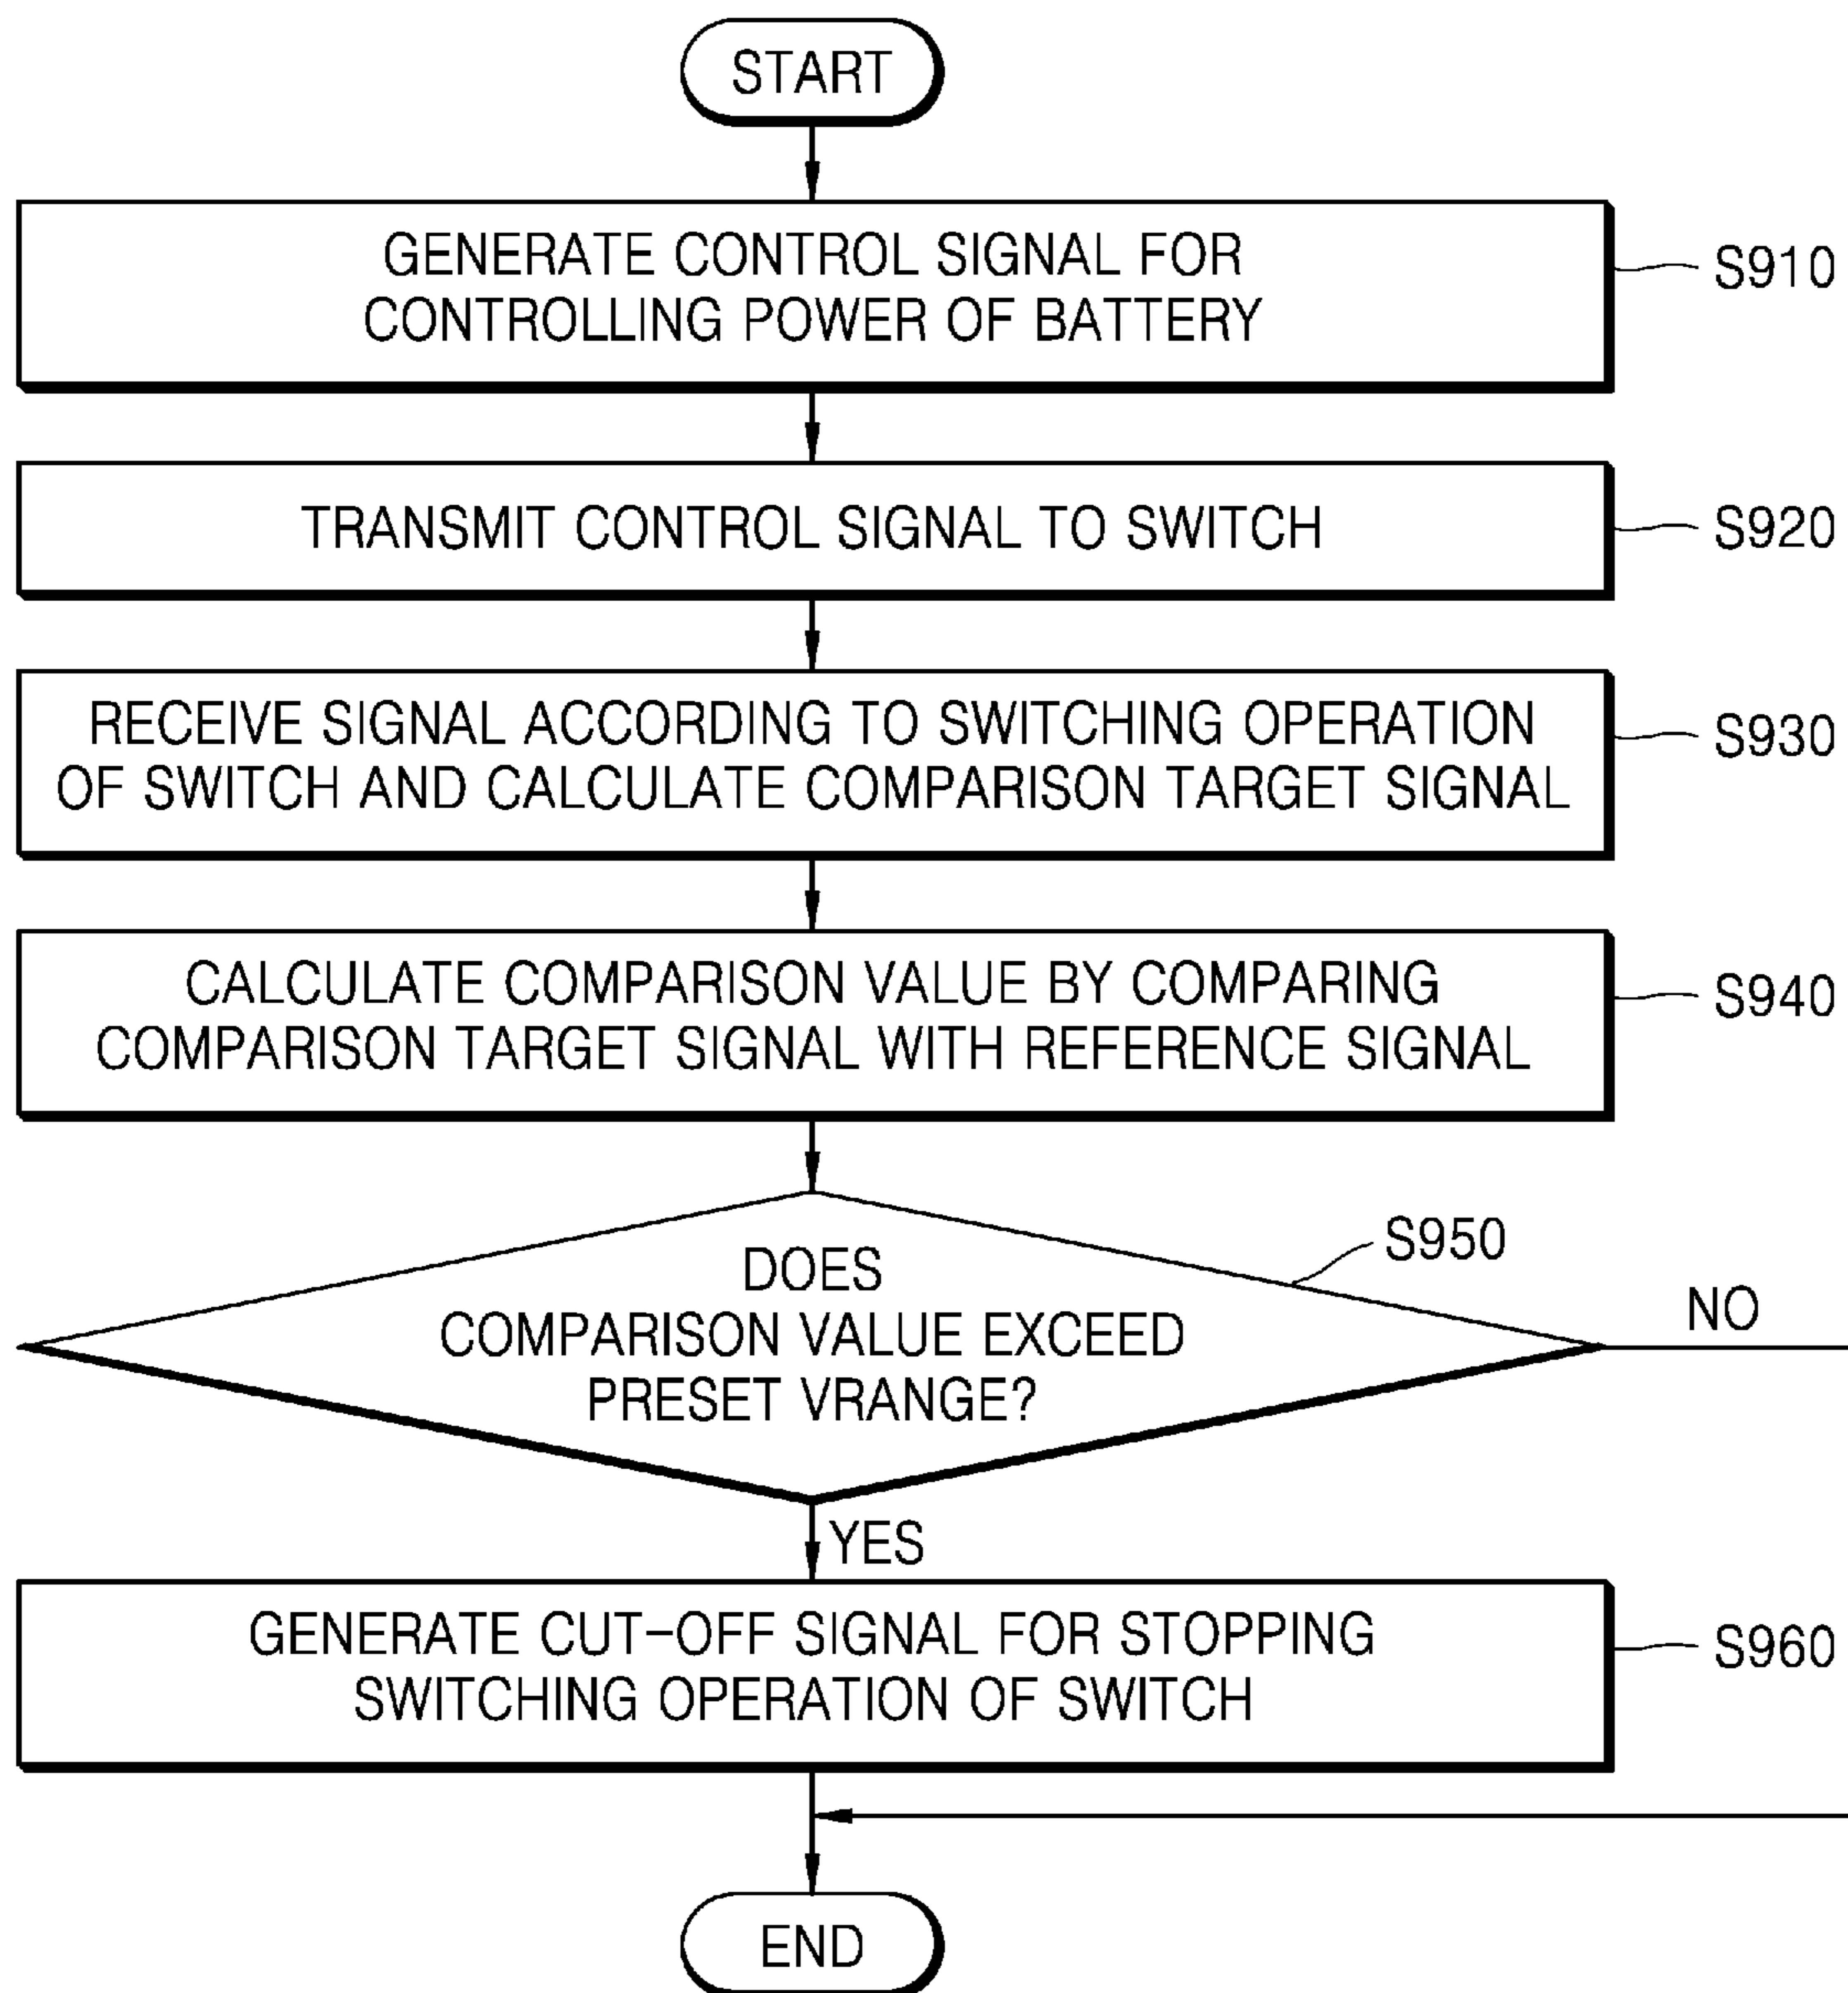 START
GENERATE CONTROL SIGNAL FOR
CONTROLLING POWER OF BATTERY
S910
TRANSMIT CONTROL SIGNAL TO SWITCH
S920
RECEIVE SIGNAL ACCORDING TO SWITCHING OPERATION
OF SWITCH AND CALCULATE COMPARISON TARGET SIGNAL
S930
CALCULATE COMPARISON VALUE BY COMPARING
COMPARISON TARGET SIGNAL WITH REFERENCE SIGNAL
S940
S950
DOES
COMPARISON VALUE EXCEED
PRESET VRANGE?
NO
YES
GENERATE CUT-OFF SIGNAL FOR STOPPING
SWITCHING OPERATION OF SWITCH
S960
END